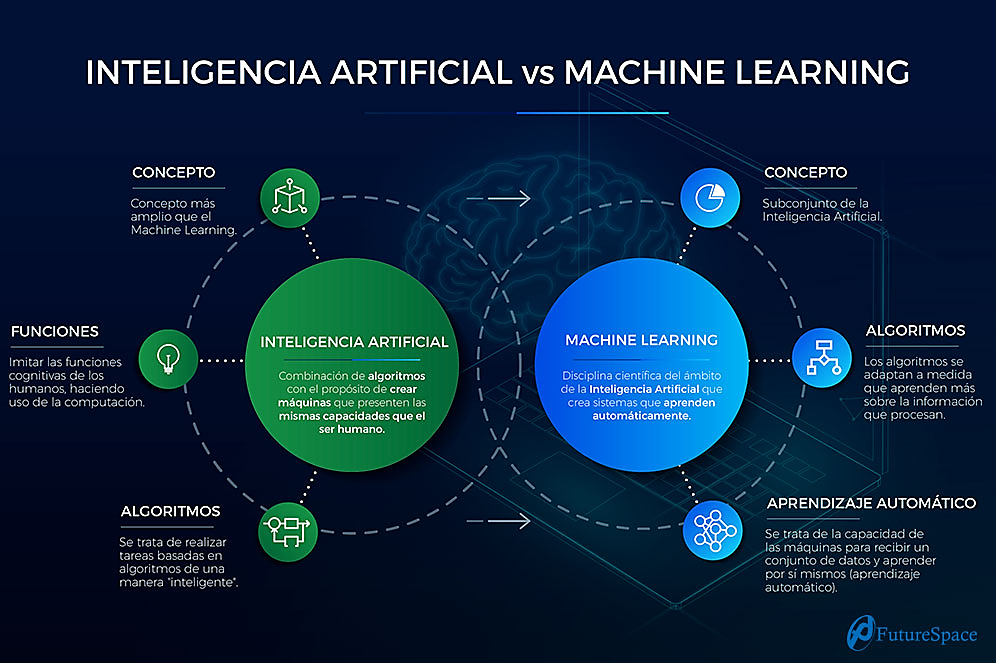 INTELIGENCIA ARTIFICIAL vs MACHINE LEARNING
CONCEPTO
Concepto más
amplio que el
Machine Learning.
FUNCIONES
Imitar las funciones
cognitivas de los
humanos, haciendo
uso de la computación.
ALGORITMOS
Se trata de realizar
tareas basadas en
algoritmos de una
manera "inteligente".
INTELIGENCIA ARTIFICIAL
Combinación de algoritmos
con el propósito de crear
máquinas que presenten las
mismas capacidades que el
ser humano.
MACHINE LEARNING
Disciplina científica del ámbito
de la Inteligencia Artificial que
crea sistemas que aprenden
automáticamente.
CONCEPTO
Subconjunto de la
Inteligencia Artificial.
ALGORITMOS
Los algoritmos se
adaptan a medida
que aprenden más
sobre la información
que procesan.
APRENDIZAJE AUTOMÁTICO
Se trata de la capacidad de
las máquinas para recibir un
conjunto de datos y aprender
por sí mismos (aprendizaje
automático).
FutureSpace